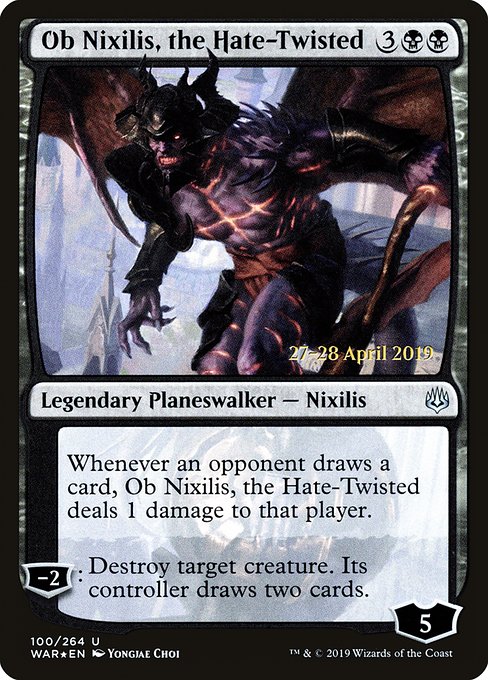 Ob Nixilis, the Hate-Twisted 3
27–28 April 2019
Legendary Planeswalker — Nixilis
Whenever an opponent draws a
card, Ob Nixilis, the Hate-Twisted
deals 1 damage to that player.
-2: Destroy target creature. Its
controller draws two cards.
5
100/264 U
WAR★EN Yongjae Choi
™ & © 2019 Wizards of the Coast